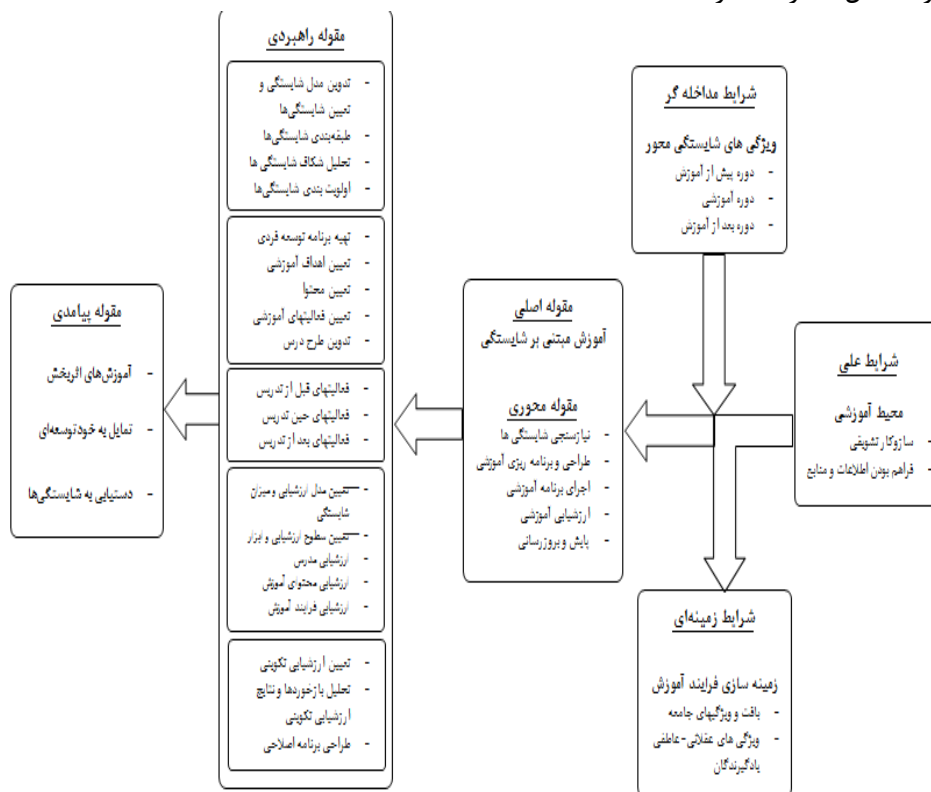 شرایط مداخله گر
ویژگی های شایستگی محور
- دوره پیش از آموزش
- دوره آموزشی
- دوره بعد از آموزش
شرایط علی
محیط آموزشی
- سازوکار تشویقی
- فراهم بودن اطلاعات و منابع
شرایط زمینه‌ای
زمینه سازی فرایند آموزش
- بافت و ویژگیهای جامعه
- ویژگی های عقلانی-عاطفی
یادگیرندگان
مقوله اصلی
آموزش مبتنی بر شایستگی
مقوله محوری
- نیازسنجی شایستگی ها
- طراحی و برنامه ریزی آموزشی
- اجرای برنامه آموزشی
- ارزشیابی آموزشی
- پایش و بروزرسانی
مقوله راهبردی
- تدوین مدل شایستگی و
تعیین شایستگی‌ها
- طبقه‌بندی شایستگی‌ها
- تحلیل شکاف شایستگی ها
- اولویت بندی شایستگی‌ها
- تهیه برنامه توسعه فردی
- تعیین اهداف آموزشی
- تعیین محتوا
- تعیین فعالیتهای آموزشی
- تدوین طرح درس
- فعالیتهای قبل از تدریس
- فعالیتهای حین تدریس
- فعالیتهای بعد از تدریس
- تعیین مدل ارزشیابی و میزان
شایستگی
- تعیین سطوح ارزشیابی و ابزار
- ارزشیابی مدرس
- ارزشیابی محتوای آموزش
- ارزشیابی فرایند آموزش
- تعیین ارزشیابی تکوینی
- تحلیل بازخوردها و نتایج
ارزشیابی تکوینی
- طراحی برنامه اصلاحی
مقوله پیامدی
- آموزش‌های اثربخش
- تمایل به خودتوسعه‌ای
- دستیابی به شایستگی‌ها